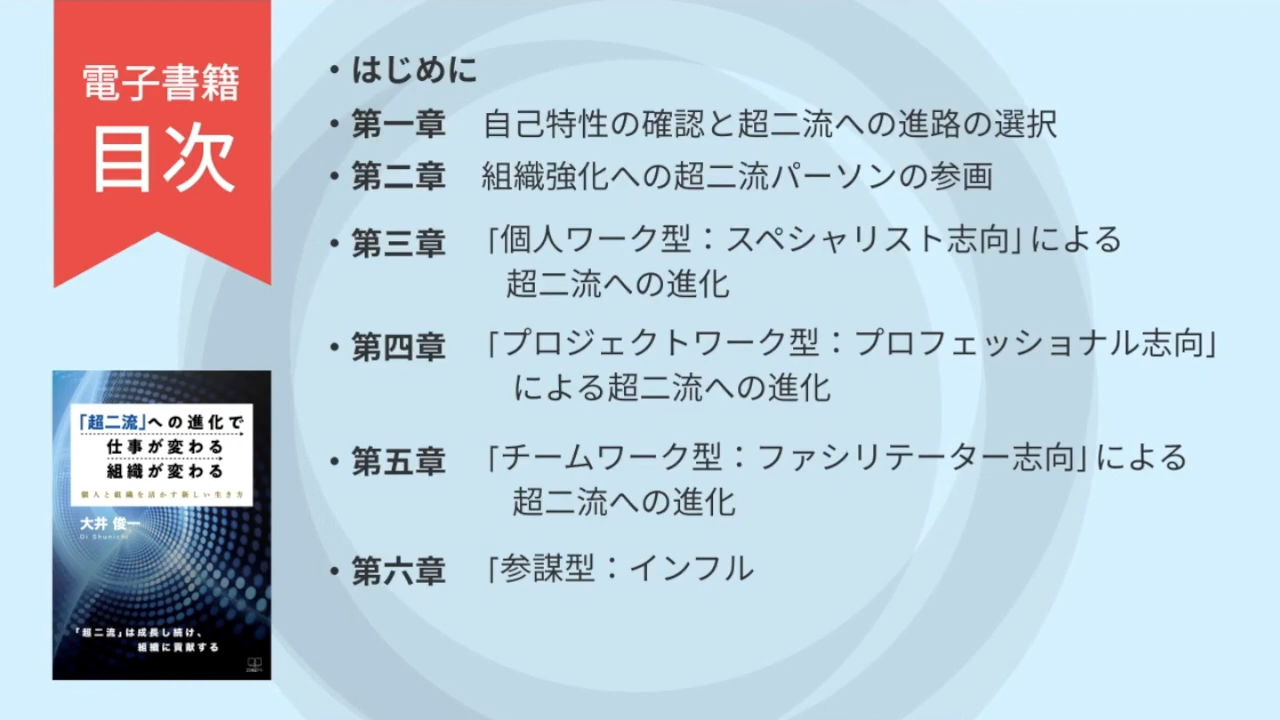 電子書籍
目次
・はじめに
・第一章 自己特性の確認と超二流への進路の選択
・第二章 組織強化への超二流パーソンの参画
・第三章 「個人ワーク型：スペシャリスト志向」による
超二流への進化
・第四章 「プロジェクトワーク型：プロフェッショナル志向」
による超二流への進化
・第五章 「チームワーク型：ファシリテーター志向」による
超二流への進化
・第六章 「参謀型：インフル
「超二流」への進化で
仕事が変わる
組織が変わる
個人と組織を活かす新しい生き方
大井 俊一
Oi Shunichi
「超二流」は成長し続け、
組織に貢献する